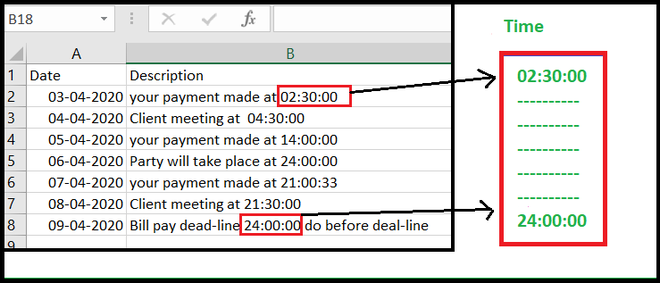 B18 fx
A B
1 Date Description
2 03-04-2020 your payment made at 02:30:00
3 04-04-2020 Client meeting at  04:30:00
4 05-04-2020 your payment made at 14:00:00
5 06-04-2020 Party will take place at 24:00:00
6 07-04-2020 your payment made at 21:00:33
7 08-04-2020 Client meeting at 21:30:00
8 09-04-2020 Bill pay dead-line 24:00:00 do before deal-line
9
Time
02:30:00
-----------
-----------
-----------
-----------
-----------
24:00:00